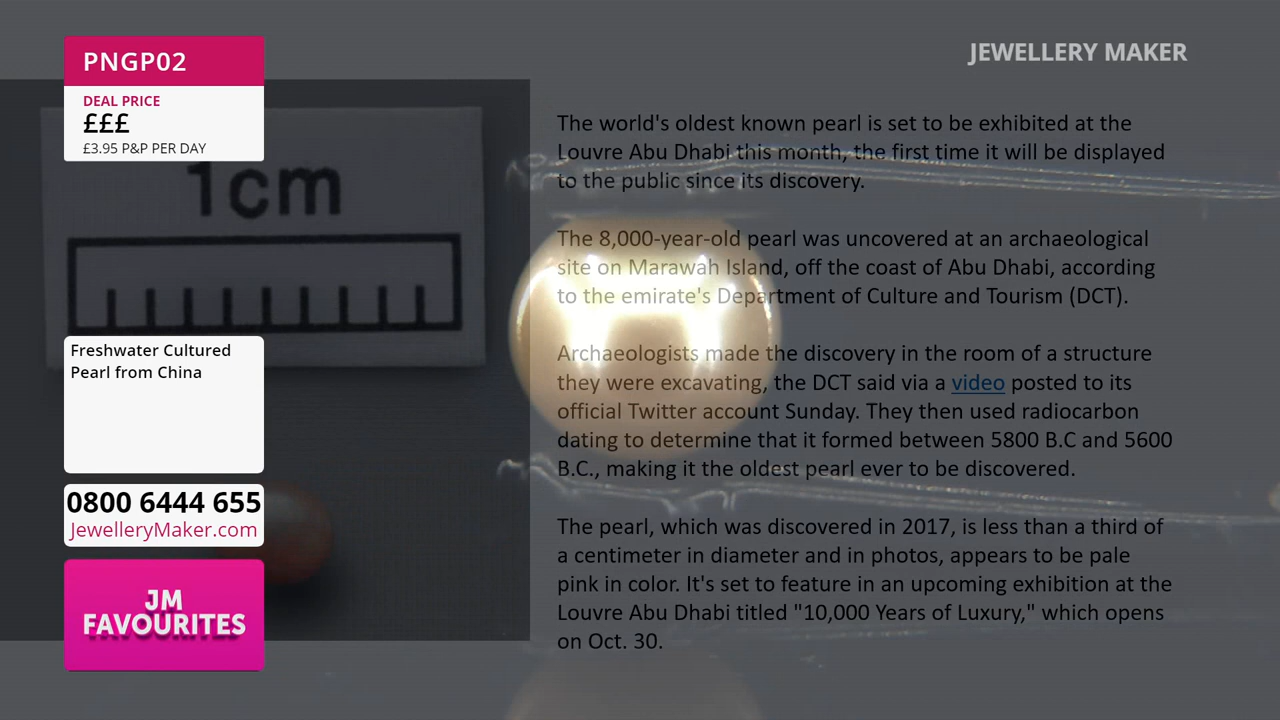 PNGP02
DEAL PRICE
£££
£3.95 P&P PER DAY
JEWELLERY MAKER
1cm
Freshwater Cultured
Pearl from China
0800 6444 655
JewelleryMaker.com
JM
FAVOURITES
The world's oldest known pearl is set to be exhibited at the
Louvre Abu Dhabi this month, the first time it will be displayed
to the public since its discovery.
The 8,000-year-old pearl was uncovered at an archaeological
site on Marawah Island, off the coast of Abu Dhabi, according
to the emirate's Department of Culture and Tourism (DCT).
Archaeologists made the discovery in the room of a structure
they were excavating, the DCT said via a video posted to its
official Twitter account Sunday. They then used radiocarbon
dating to determine that it formed between 5800 B.C and 5600
B.C., making it the oldest pearl ever to be discovered.
The pearl, which was discovered in 2017, is less than a third of
a centimeter in diameter and in photos, appears to be pale
pink in color. It's set to feature in an upcoming exhibition at the
Louvre Abu Dhabi titled "10,000 Years of Luxury," which opens
on Oct. 30.